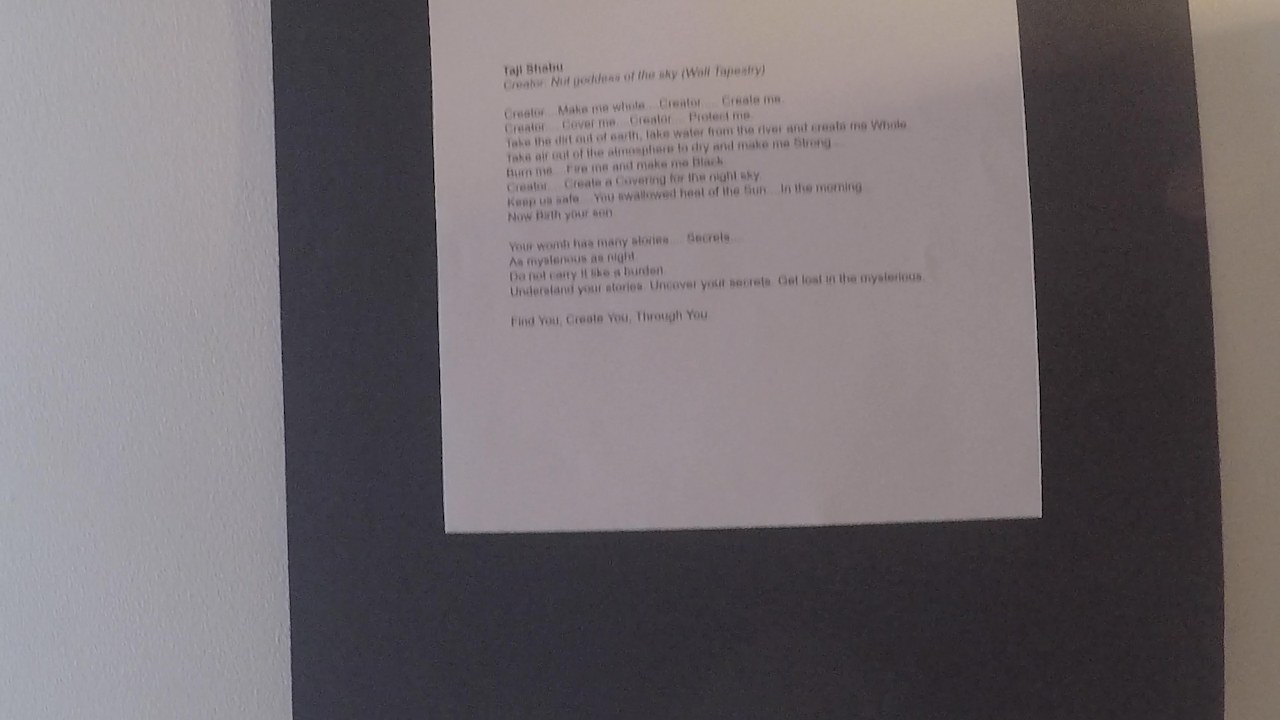 Taji Shabu
Creator: Nut goddess of the sky (Wall Tapestry)
Creator... Make me whole... Creator.... Create me.
Creator... Cover me... Creator... Protect me.
Take the dirt out of earth, take water from the river and create me Whole.
Take air out of the atmosphere to dry and make me Strong...
Burn me... Fire me and make me Black.
Creator... Create a Covering for the night sky.
Keep us safe... You swallowed heat of the Sun... In the morning.
Now Birth your son.
Your womb has many stories.... Secrets...
As mysterious as night.
Do not carry it like a burden.
Understand your stories. Uncover your secrets. Get lost in the mysterious.
Find You, Create You, Through You.